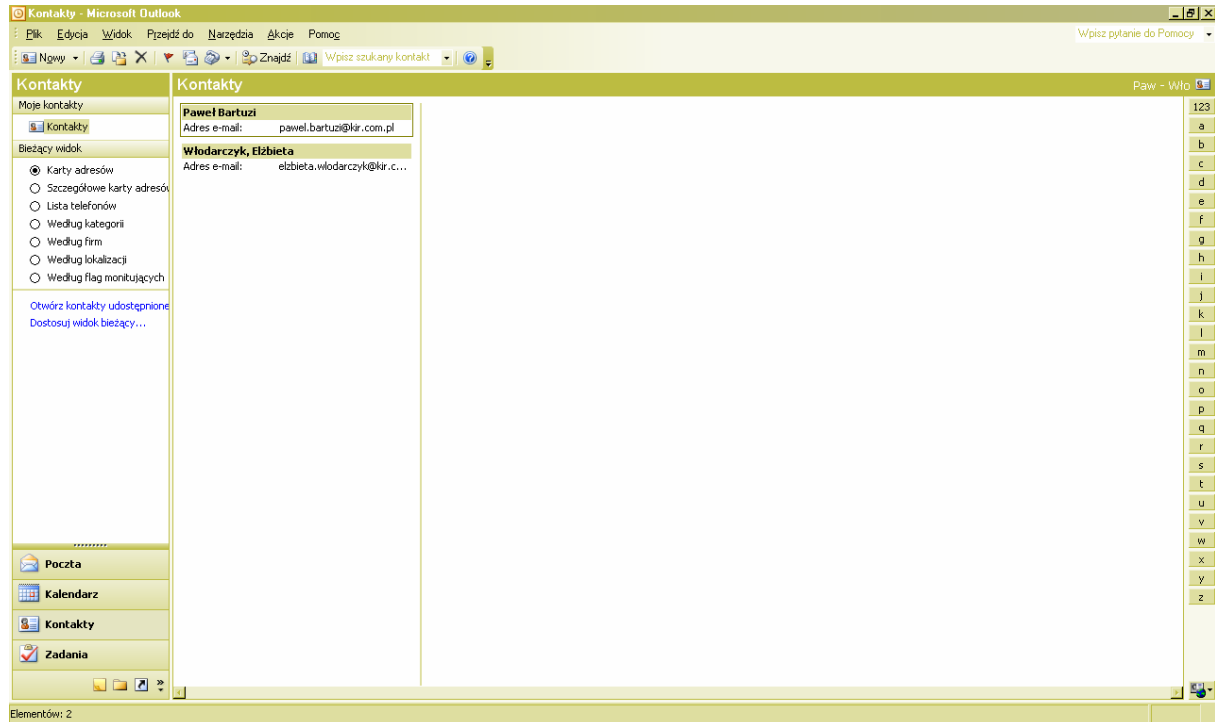 Kontakty - Microsoft Outlook
Plik Edycja Widok Przejdź do Narzędzia Akcje Pomoc Wpisz pytanie do Pomocy
Nowy Znajdź Wpisz szukany kontakt
Kontakty
Moje kontakty
Kontakty
Bieżący widok
Karty adresów
Szczegółowe karty adresów
Lista telefonów
Według kategorii
Według firm
Według lokalizacji
Według flag monitujących
Otwórz kontakty udostępnione
Dostosuj widok bieżący...
Poczta
Kalendarz
Kontakty
Zadania
Kontakty Paw - Wło
Paweł Bartuzi
Adres e-mail: pawel.bartuzi@kir.com.pl
Włodarczyk, Elżbieta
Adres e-mail: elzbieta.wlodarczyk@kir.c...
123
a
b
c
d
e
f
g
h
i
j
k
l
m
n
o
p
q
r
s
t
u
v
w
x
y
z
Elementów: 2